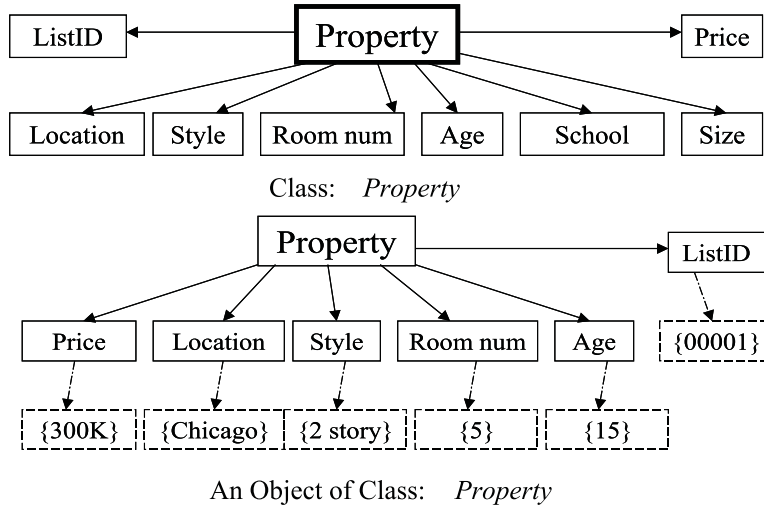 ListID Property Price
Location Style Room num Age School Size
Class: Property
Property
ListID
Price Location Style Room num Age {00001}
{300K} {Chicago} {2 story} {5} {15}
An Object of Class: Property